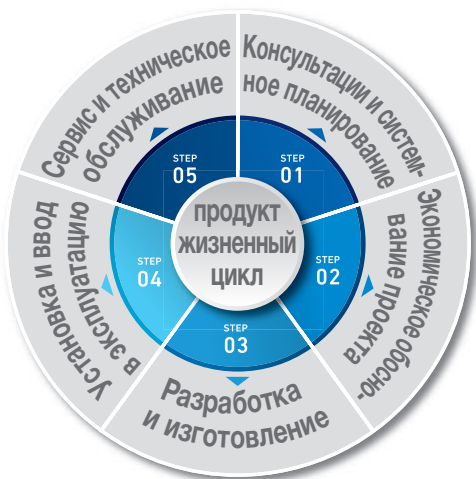 продукт
жизненный
цикл
STEP
01
Консультации и систем-
ное планирование
STEP
02
Экономическое обосно-
вание проекта
STEP
03
Разработка
и изготовление
STEP
04
Установка и ввод
в эксплуатацию
STEP
05
Сервис и техническое
обслуживание